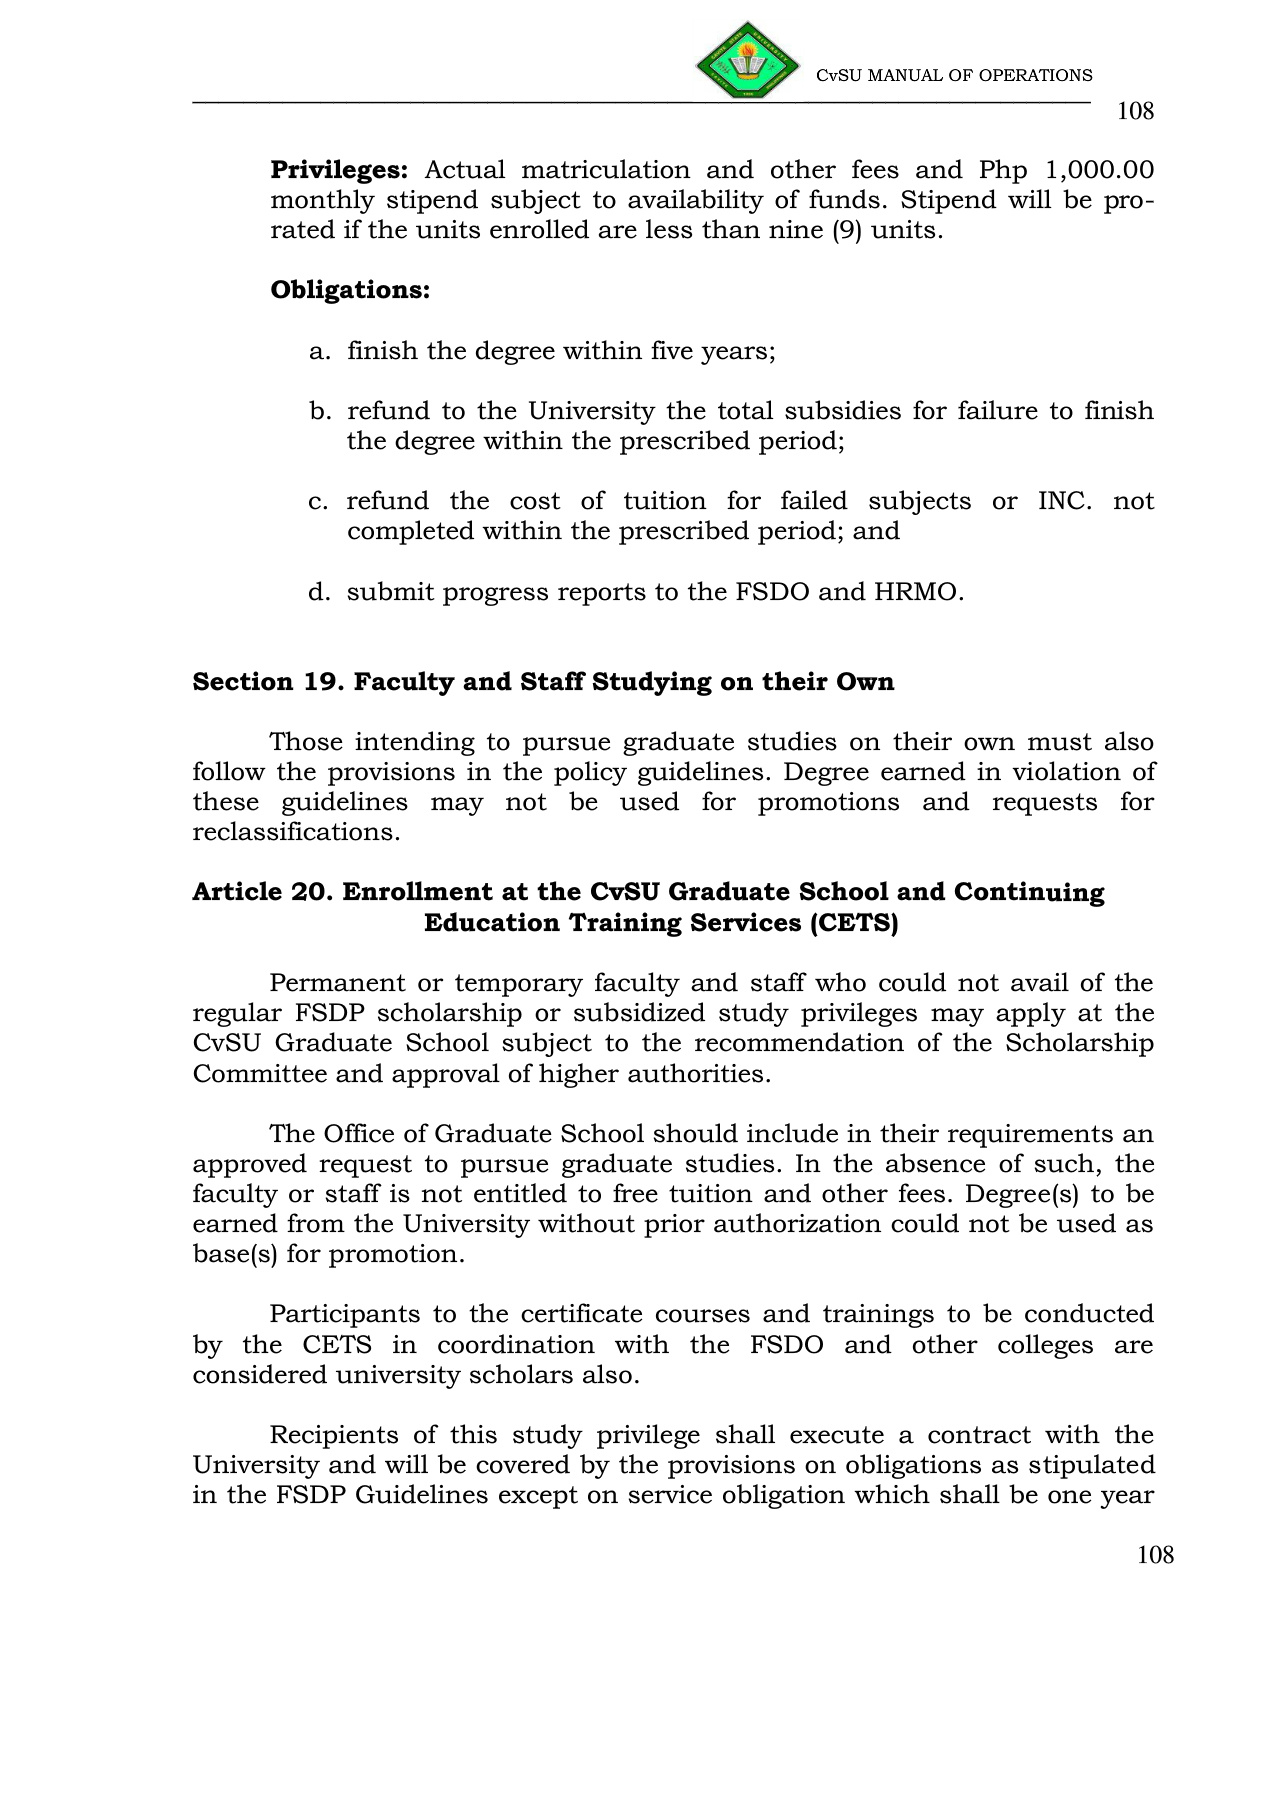 CvSU MANUAL OF OPERATIONS
108
Privileges: Actual matriculation and other fees and Php 1,000.00
monthly stipend subject to availability of funds. Stipend will be pro-
rated if the units enrolled are less than nine (9) units.
Obligations:
a. finish the degree within five years;
b. refund to the University the total subsidies for failure to finish
the degree within the prescribed period;
c. refund the cost of tuition for failed subjects or INC. not
completed within the prescribed period; and
d. submit progress reports to the FSDO and HRMO.
Section 19. Faculty and Staff Studying on their Own
Those intending to pursue graduate studies on their own must also
follow the provisions in the policy guidelines. Degree earned in violation of
these guidelines may not be used for promotions and requests for
reclassifications.
Article 20. Enrollment at the CvSU Graduate School and Continuing
Education Training Services (CETS)
Permanent or temporary faculty and staff who could not avail of the
regular FSDP scholarship or subsidized study privileges may apply at the
CvSU Graduate School subject to the recommendation of the Scholarship
Committee and approval of higher authorities.
The Office of Graduate School should include in their requirements an
approved request to pursue graduate studies. In the absence of such, the
faculty or staff is not entitled to free tuition and other fees. Degree(s) to be
earned from the University without prior authorization could not be used as
base(s) for promotion.
Participants to the certificate courses and trainings to be conducted
by the CETS in coordination with the FSDO and other colleges are
considered university scholars also.
Recipients of this study privilege shall execute a contract with the
University and will be covered by the provisions on obligations as stipulated
in the FSDP Guidelines except on service obligation which shall be one year
108